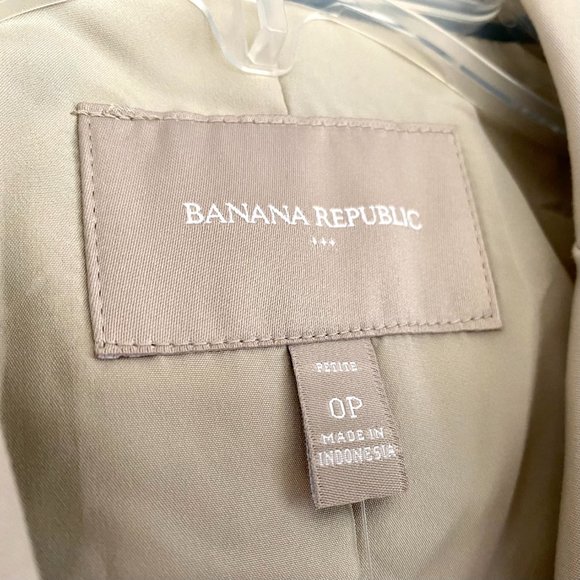 BANANA REPUBLIC
+++
PETITE
0P
MADE IN
INDONESIA